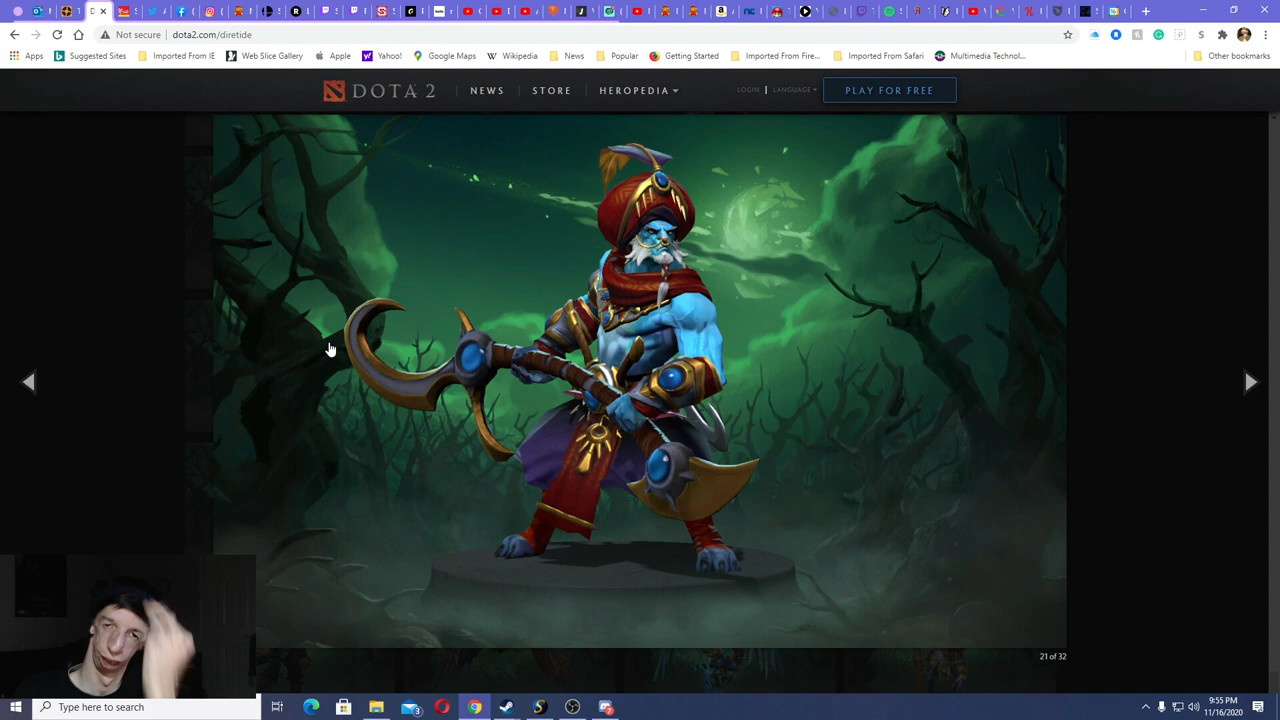 Not secure | dota2.com/diretide
Apps Suggested Sites Imported From IE Web Slice Gallery Apple Yahoo! Google Maps Wikipedia News Popular Getting Started Imported From Fire... Imported From Safari Multimedia Technol... Other bookmarks
DOTA 2 NEWS STORE HEROPEDIA LOGIN | LANGUAGE PLAY FOR FREE
21 of 32
Type here to search
9:55 PM
11/16/2020